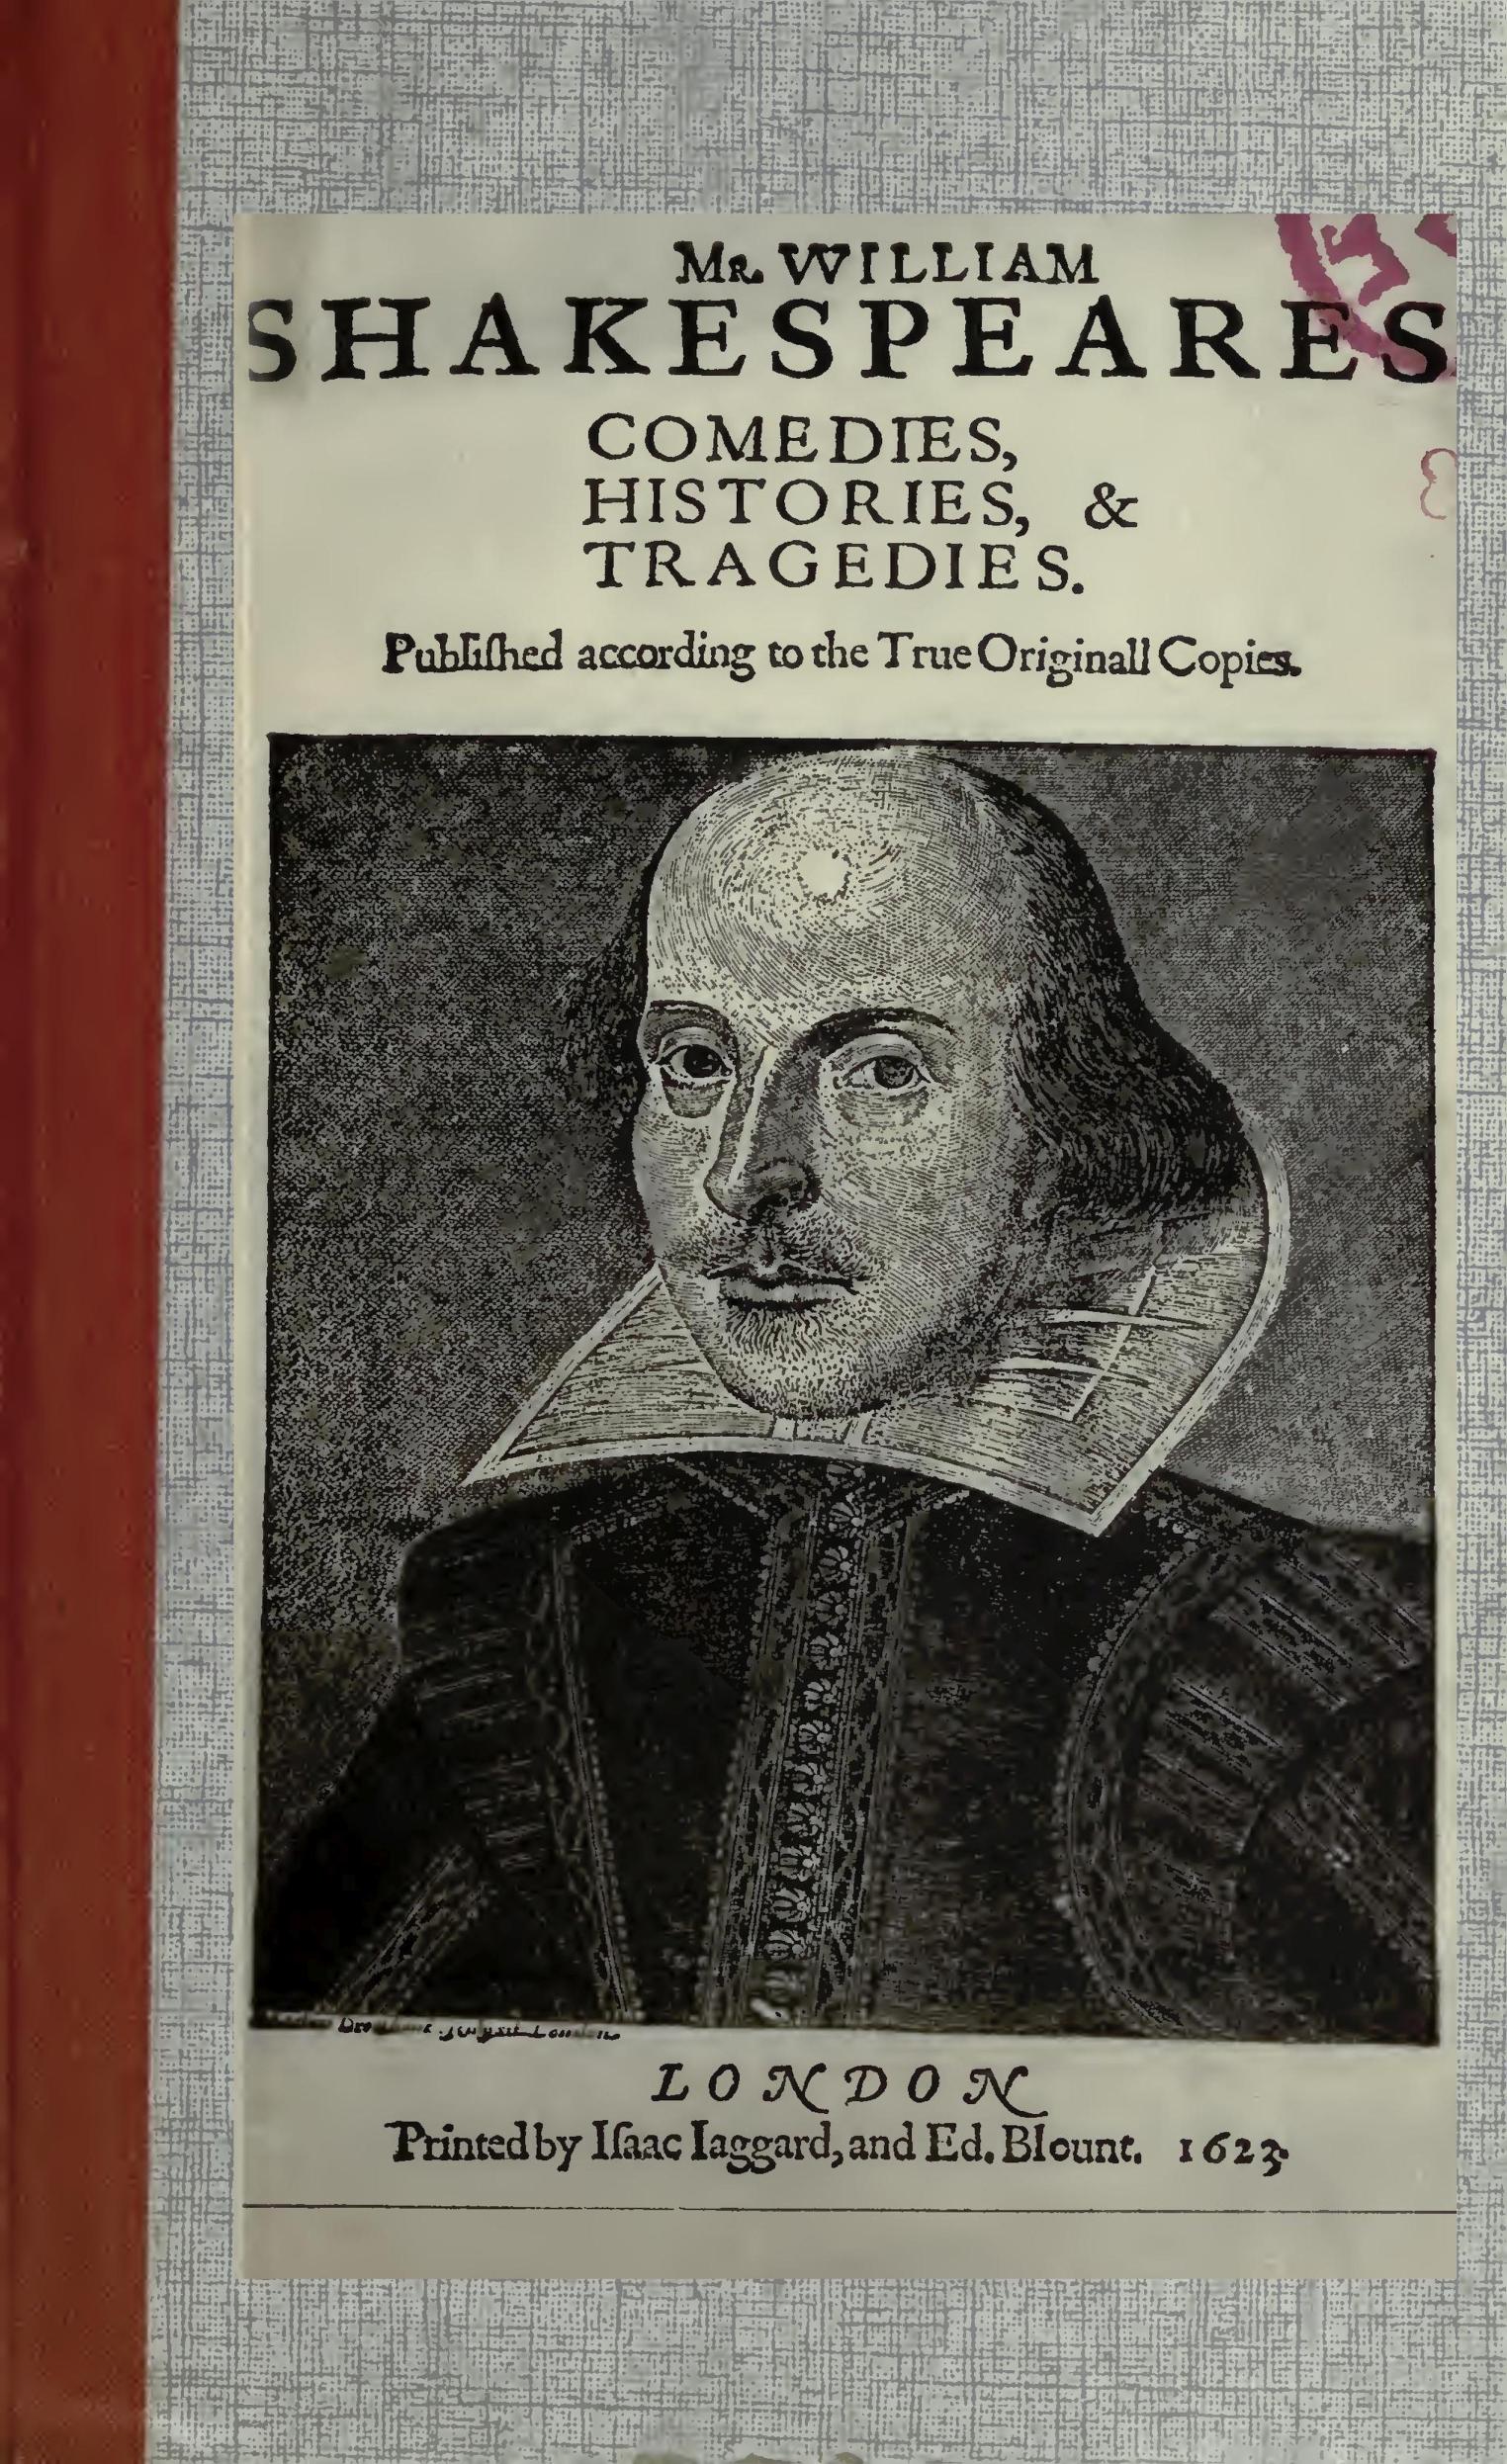 Mr. WILLIAM
SHAKESPEARES
COMEDIES,
HISTORIES, &
TRAGEDIES.
Publiſhed according to the True Originall Copies.
LONDON
Printed by Iſaac Iaggard, and Ed. Blount. 1623.